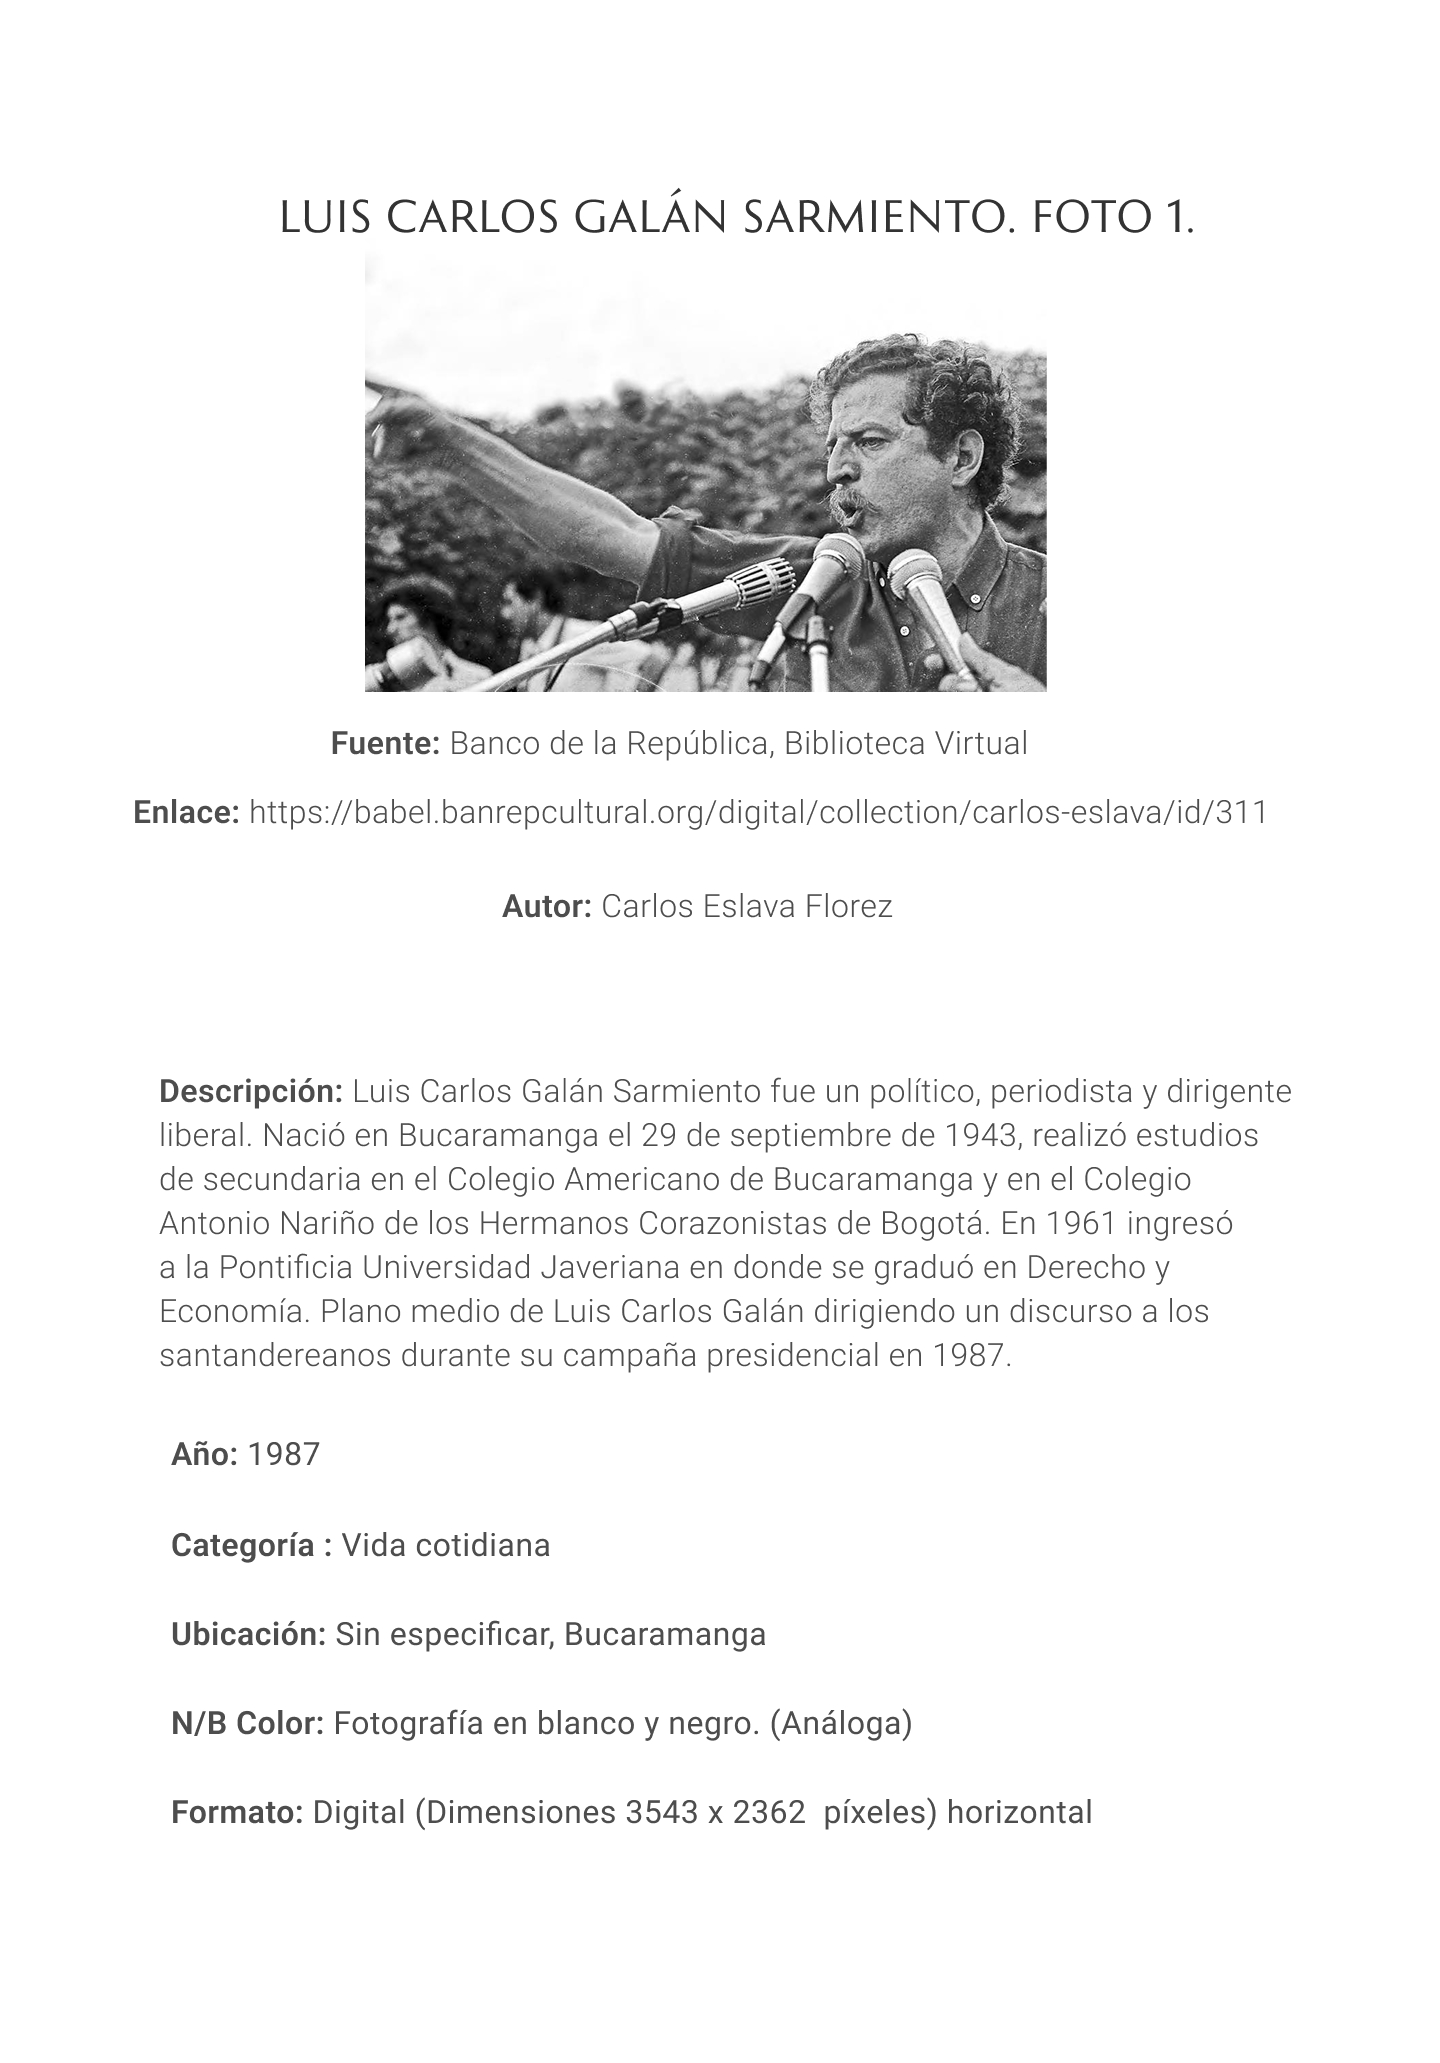 LUIS CARLOS GALÁN SARMIENTO. FOTO 1.
Fuente: Banco de la República, Biblioteca Virtual
Enlace: https://babel.banrepcultural.org/digital/collection/carlos-eslava/id/311
Autor: Carlos Eslava Florez
Descripción: Luis Carlos Galán Sarmiento fue un político, periodista y dirigente
liberal. Nació en Bucaramanga el 29 de septiembre de 1943, realizó estudios
de secundaria en el Colegio Americano de Bucaramanga y en el Colegio
Antonio Nariño de los Hermanos Corazonistas de Bogotá. En 1961 ingresó
a la Pontificia Universidad Javeriana en donde se graduó en Derecho y
Economía. Plano medio de Luis Carlos Galán dirigiendo un discurso a los
santandereanos durante su campaña presidencial en 1987.
Año: 1987
Categoría : Vida cotidiana
Ubicación: Sin especificar, Bucaramanga
N/B Color: Fotografía en blanco y negro. (Análoga)
Formato: Digital (Dimensiones 3543 x 2362  píxeles) horizontal